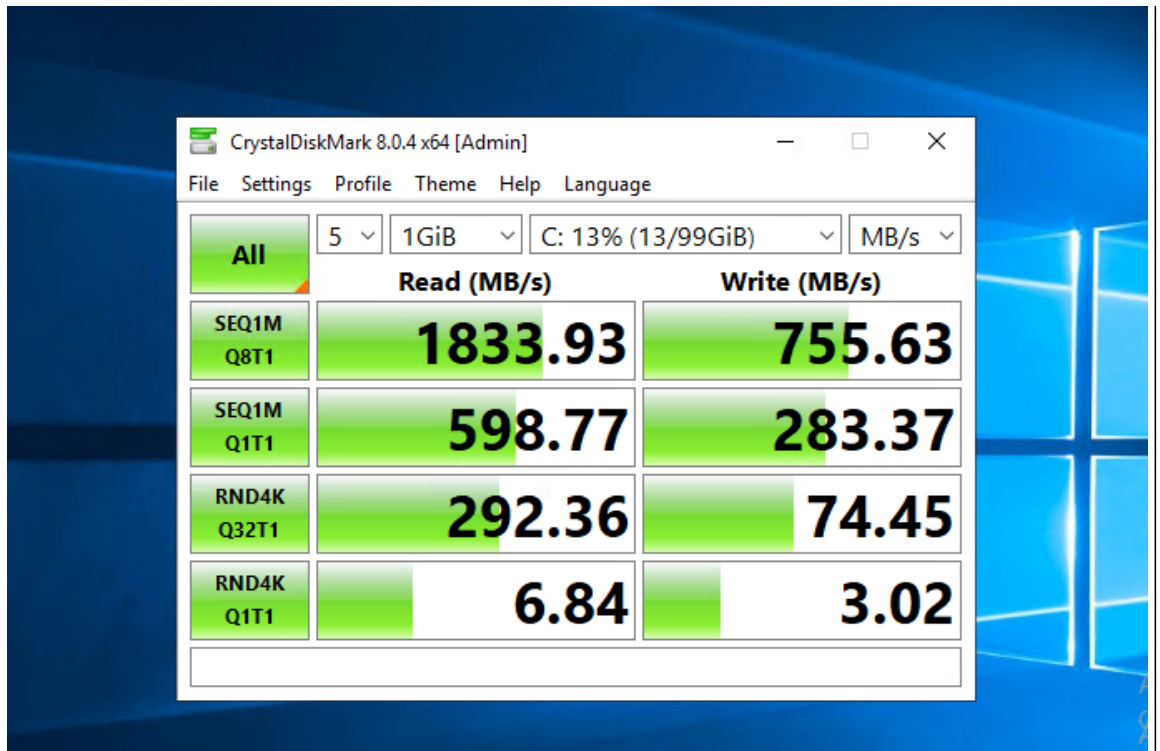 CrystalDiskMark 8.0.4 x64 [Admin]
File Settings Profile Theme Help Language
All 5 1GiB C: 13% (13/99GiB) MB/s
Read (MB/s) Write (MB/s)
SEQ1M
Q8T1
1833.93 755.63
SEQ1M
Q1T1
598.77 283.37
RND4K
Q32T1
292.36 74.45
RND4K
Q1T1
6.84 3.02